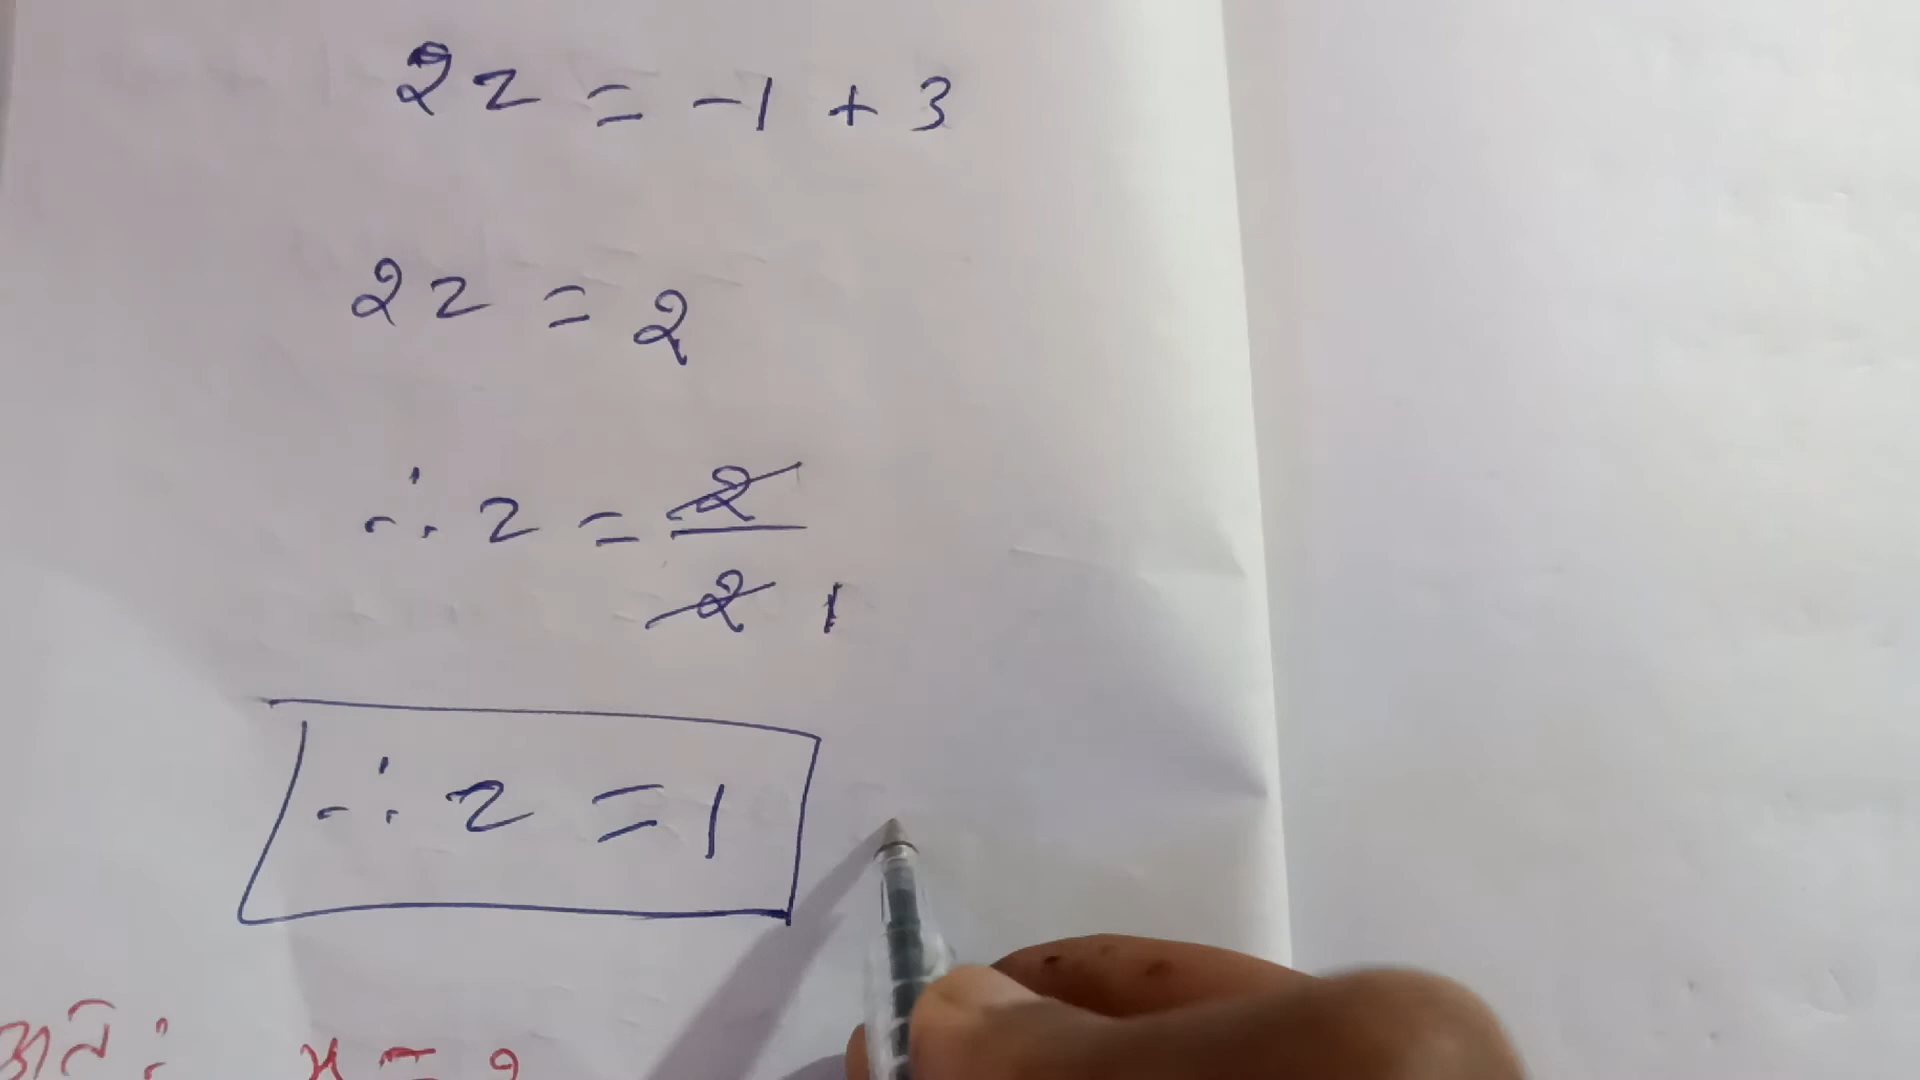 2z = -1 + 3
2z = 2
∴ z = 2/2 1
∴ z = 1
x =